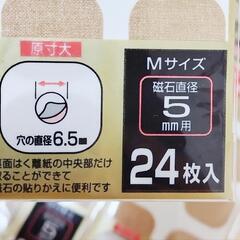 原寸大
穴の直径6.5㎜
裏面はく離紙の中央部だけ
取ることができて
磁石の貼りかえに便利です
Mサイズ
磁石直径
5
mm用
24枚入